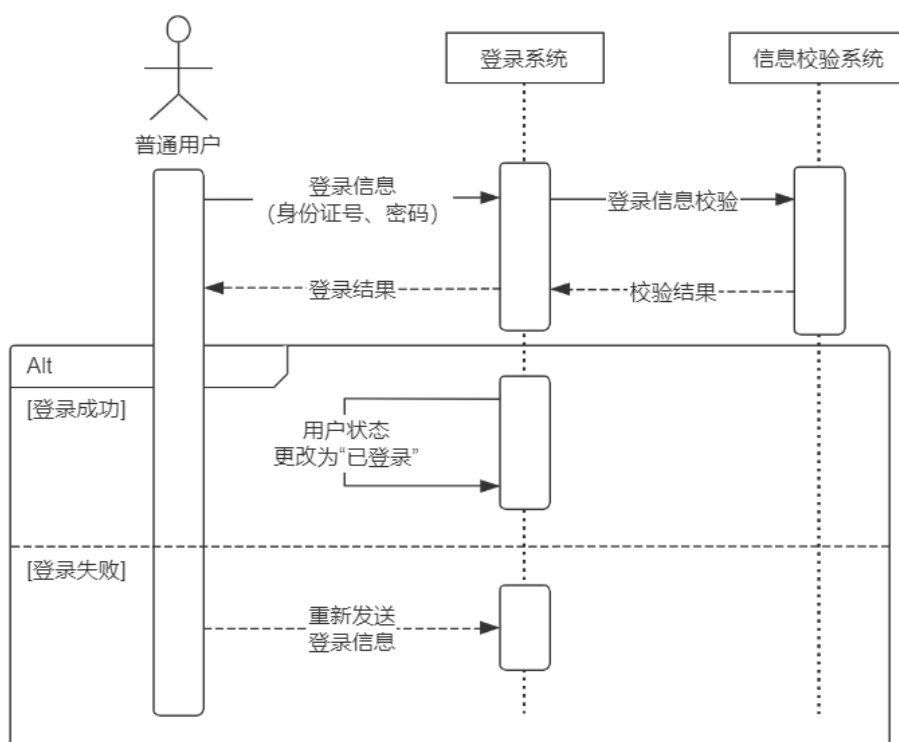 登录系统
信息校验系统
普通用户
登录信息
（身份证号、密码）
登录信息校验
登录结果
校验结果
Alt
[登录成功]
用户状态
更改为“已登录”
[登录失败]
重新发送
登录信息